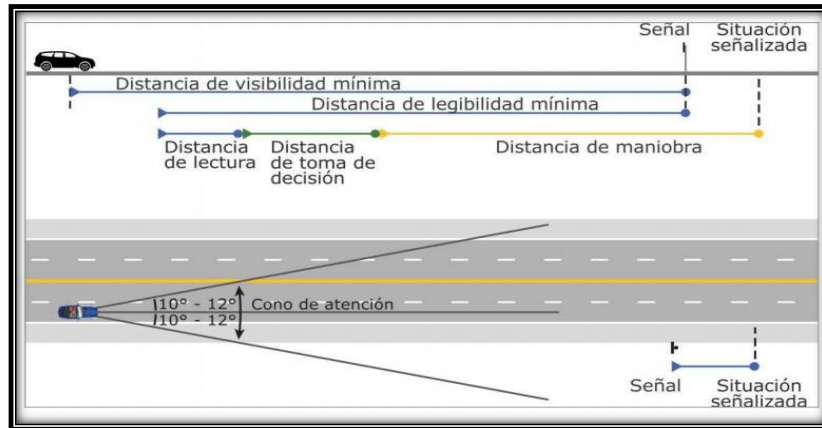 Señal
Situación
señalizada
Distancia de visibilidad mínima
Distancia de legibilidad mínima
Distancia
de lectura
Distancia
de toma de
decisión
Distancia de maniobra
10° - 12°
Cono de atención
10° - 12°
Señal
Situación
señalizada